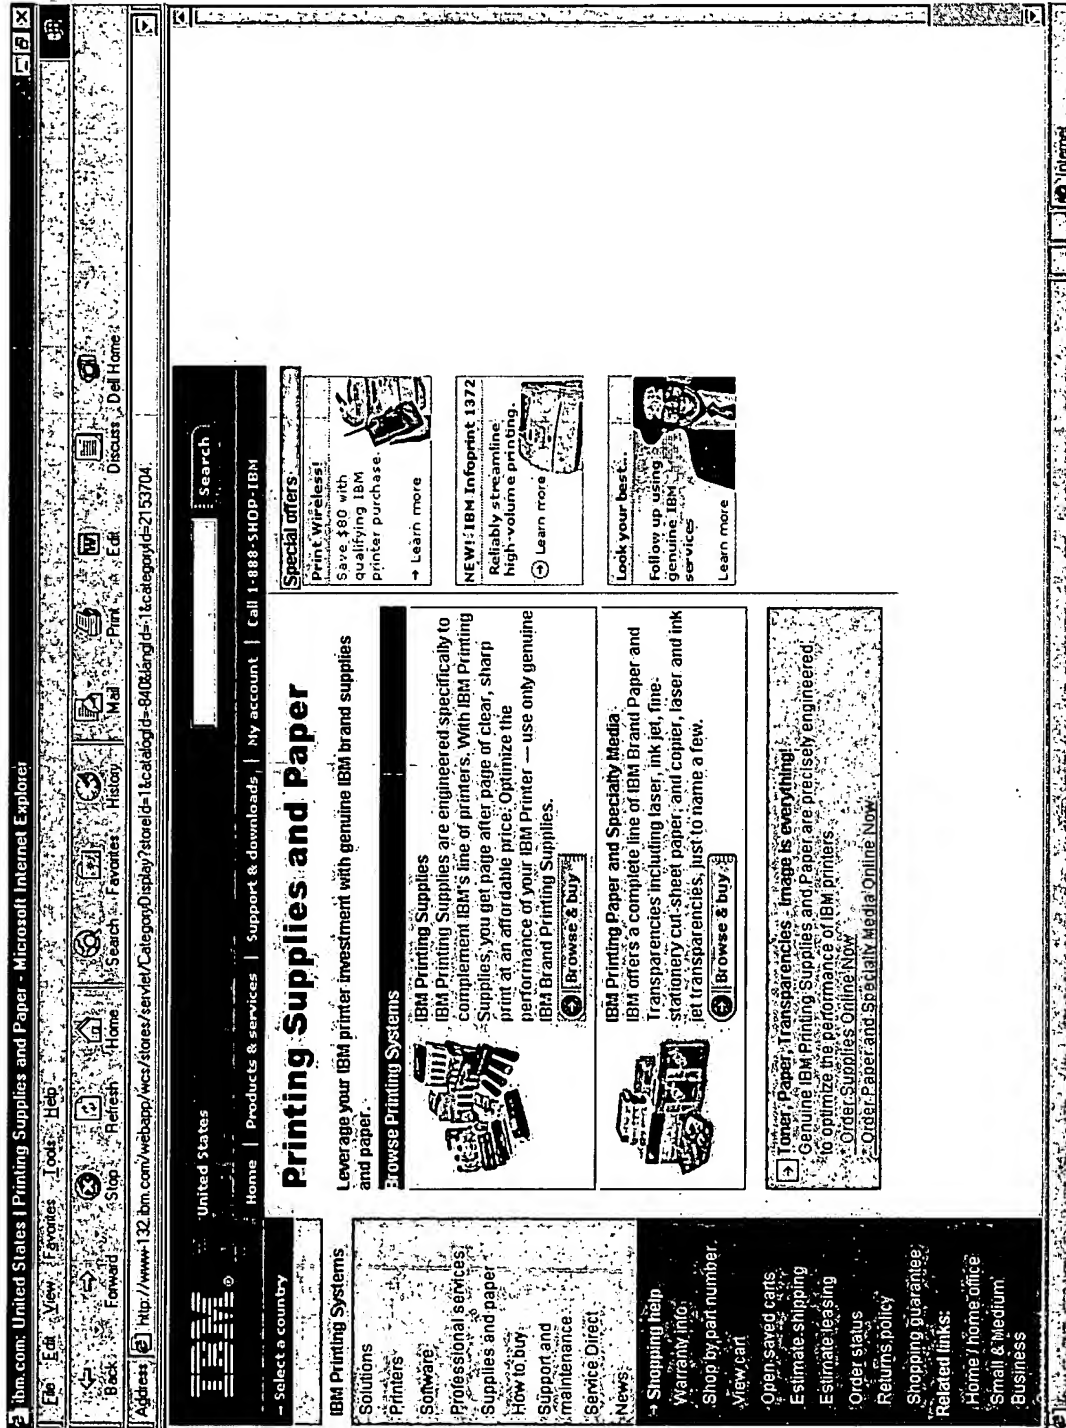 ibm.com: United States | Printing Supplies and Paper - Microsoft Internet Explorer
File Edit View Favorites Tools Help
Back Forward Stop Refresh Home Search Favorites History Mail Print Edit Discuss Dell Home
Address http://www-132.ibm.com/webapp/wcs/stores/servlet/CategoryDisplay?storeId=1&catalogId=-840&langId=-1&categoryId=2153704
IBM®
United States
Search
Home | Products & services | Support & downloads | My account | Call 1-888-SHOP-IBM
→ Select a country
IBM Printing Systems
Solutions
Printers
Software
Professional services
Supplies and paper
How to buy
Support and
maintenance
Service Direct
News
→ Shopping help
Warranty info
Shop by part number
View cart
Open saved carts
Estimate shipping
Estimate leasing
Order status
Returns policy
Shopping guarantee
Related links:
Home / home office
Small & Medium
Business
Printing Supplies and Paper
Leverage your IBM printer investment with genuine IBM brand supplies
and paper.
Browse Printing Systems
IBM Printing Supplies
IBM Printing Supplies are engineered specifically to
complement IBM's line of printers. With IBM Printing
Supplies, you get page after page of clear, sharp
print at an affordable price. Optimize the
performance of your IBM Printer — use only genuine
IBM Brand Printing Supplies.
Browse & buy
IBM Printing Paper and Specialty Media
IBM offers a complete line of IBM Brand Paper and
Transparencies including laser, ink jet, fine-
stationery cut-sheet paper, and copier, laser and ink
jet transparencies, just to name a few.
Browse & buy
Toner, Paper, Transparencies - Image is everything!
Genuine IBM Printing Supplies and Paper are precisely engineered
to optimize the performance of IBM printers
Order Supplies Online Now
Order Paper and Specialty Media Online Now
Special offers
Print Wireless!
Save $80 with
qualifying IBM
printer purchase.
→ Learn more
NEW! IBM Infoprint 1372
Reliably streamline
high-volume printing.
Learn more
Look your best...
Follow up using
genuine IBM
services
Learn more
Internet